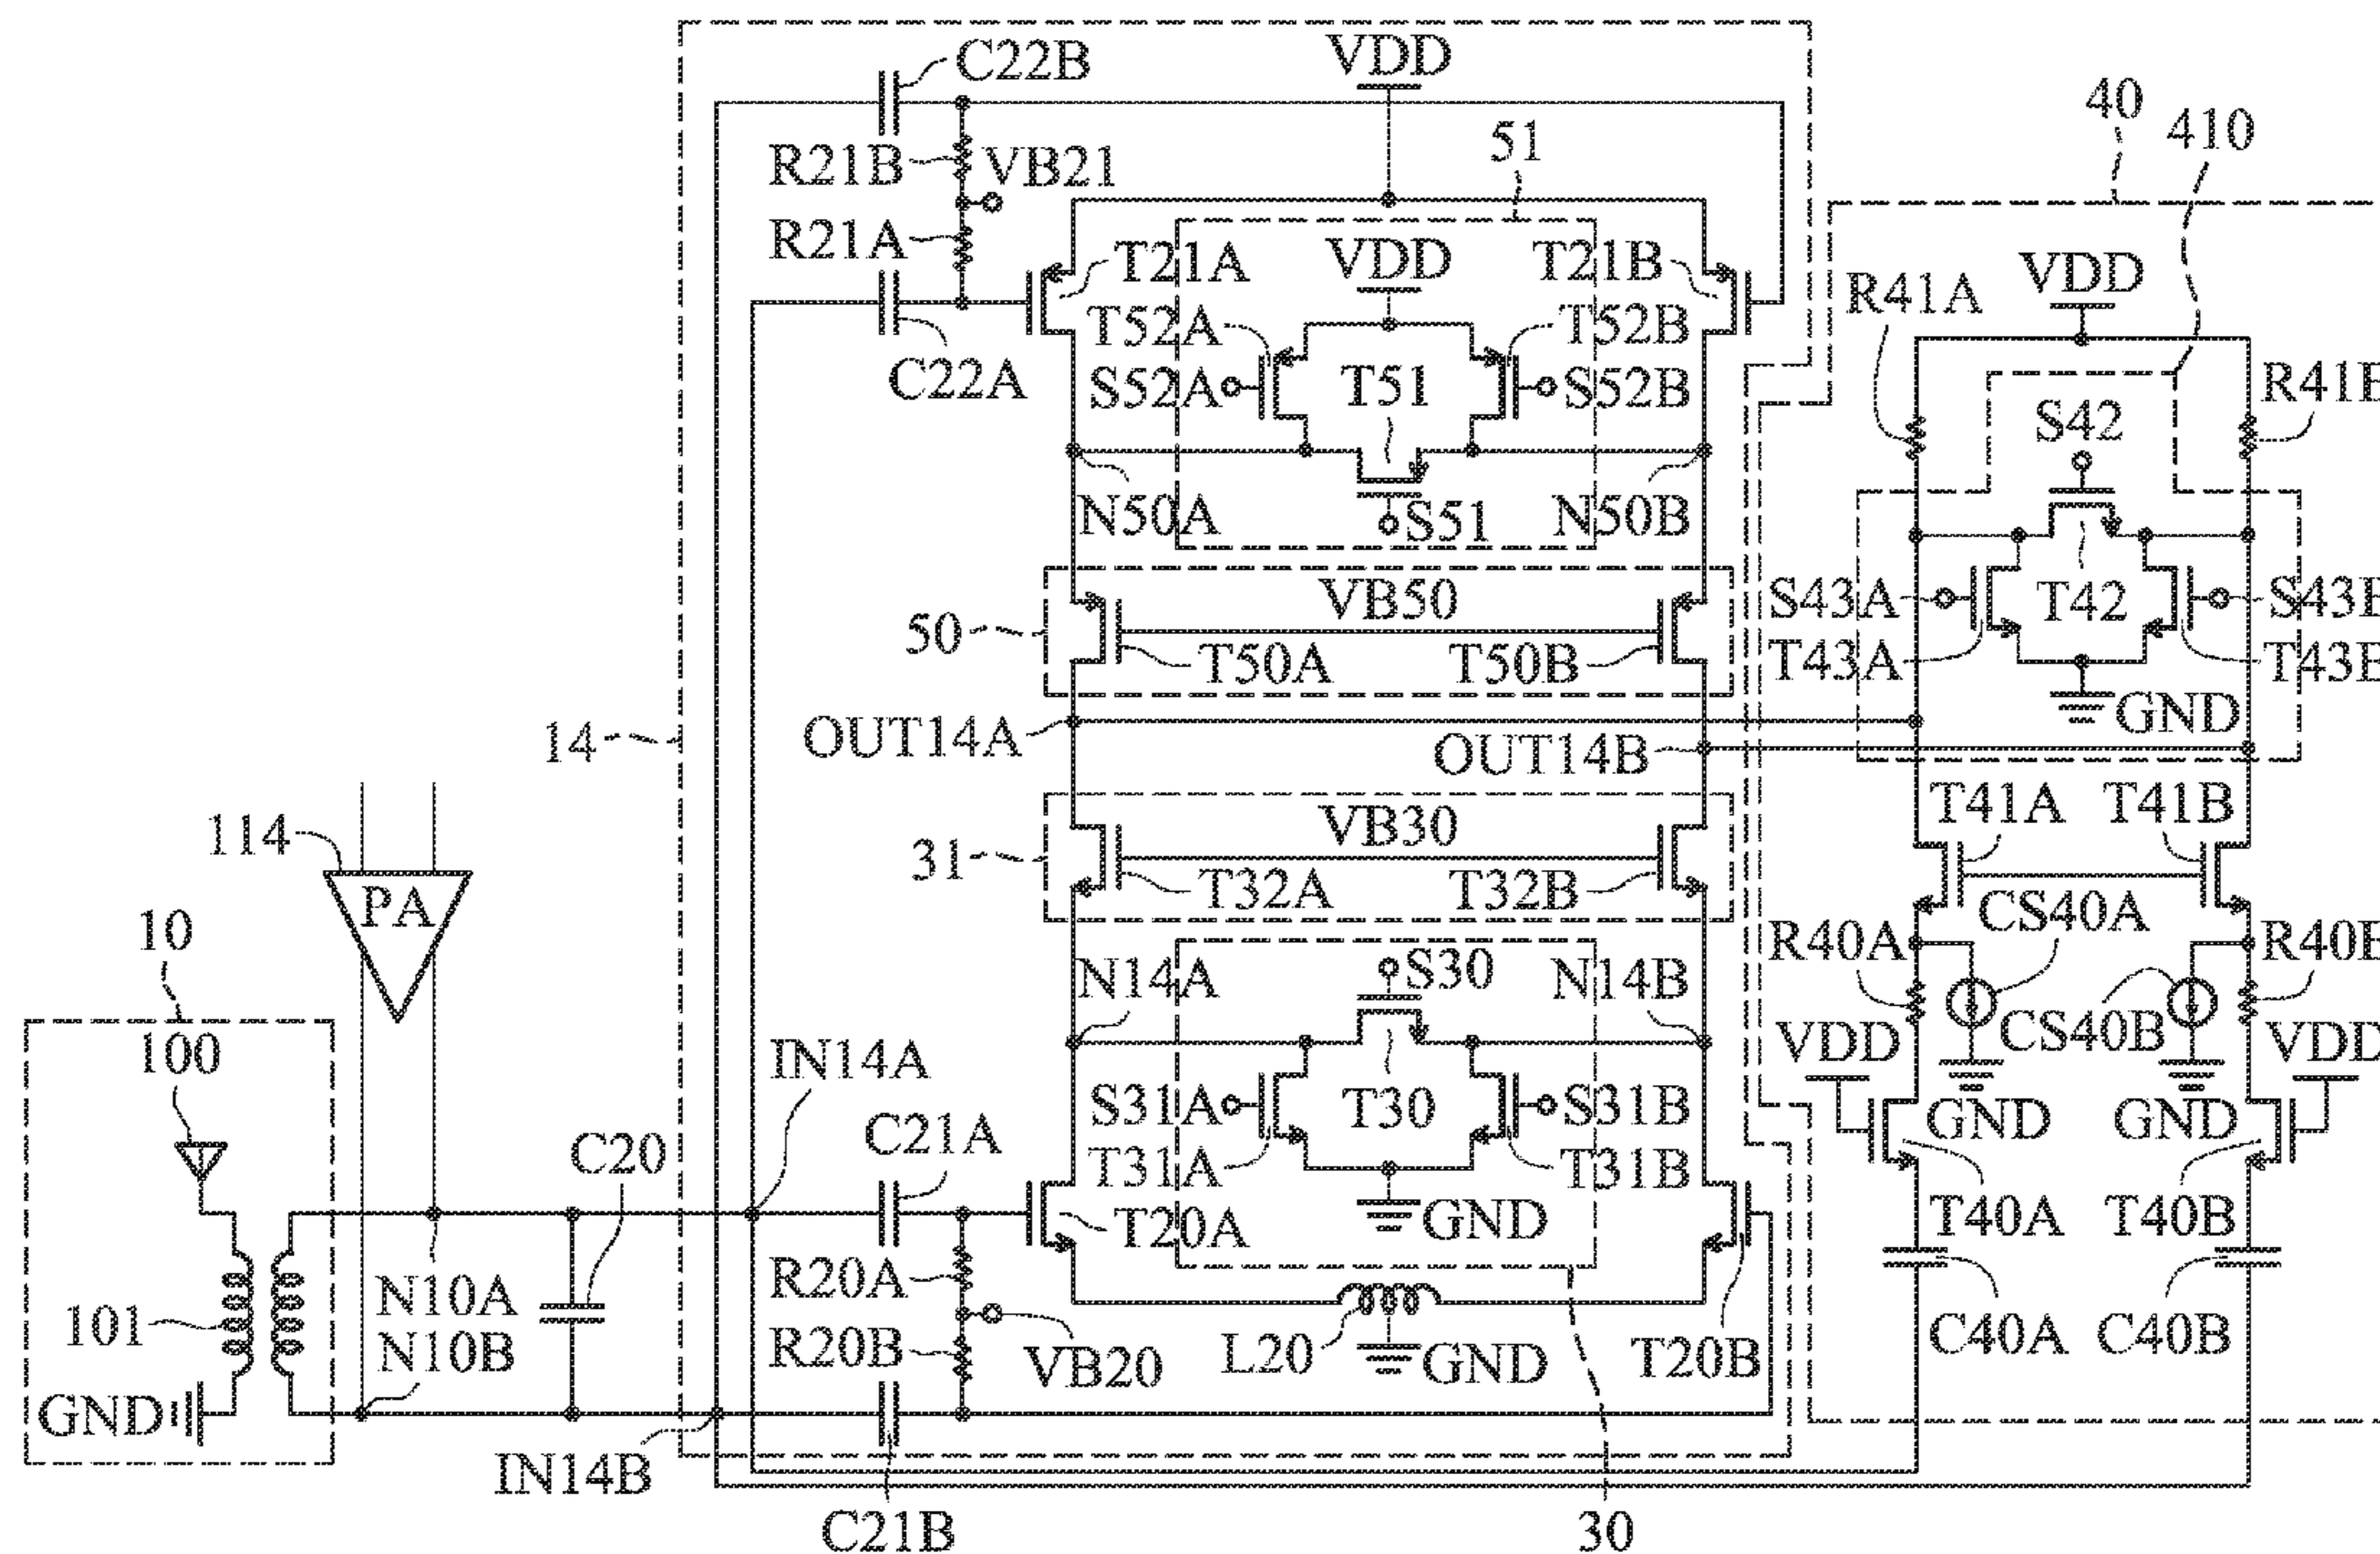 C22B
VDD
40
410
R21B
VB21
51
R21A
T21A
VDD
T21B
VDD
R41A
T52A
T52B
C22A
S52A
T51
S52B
R41B
S42
N50A
S51
N50B
50
VB50
S43A
T42
S43B
T50A
T50B
T43A
T43B
14
OUT14A
OUT14B
GND
114
PA
31
VB30
T41A
T41B
T32A
T32B
CS40A
10
R40A
R40B
N14A
S30
N14B
100
IN14A
VDD
CS40B
VDD
C20
C21A
S31A
T30
S31B
GND
GND
T31A
T31B
T20A
GND
T40A
T40B
N10A
R20A
101
N10B
R20B
VB20
L20
GND
T20B
C40A
C40B
GND
IN14B
C21B
30